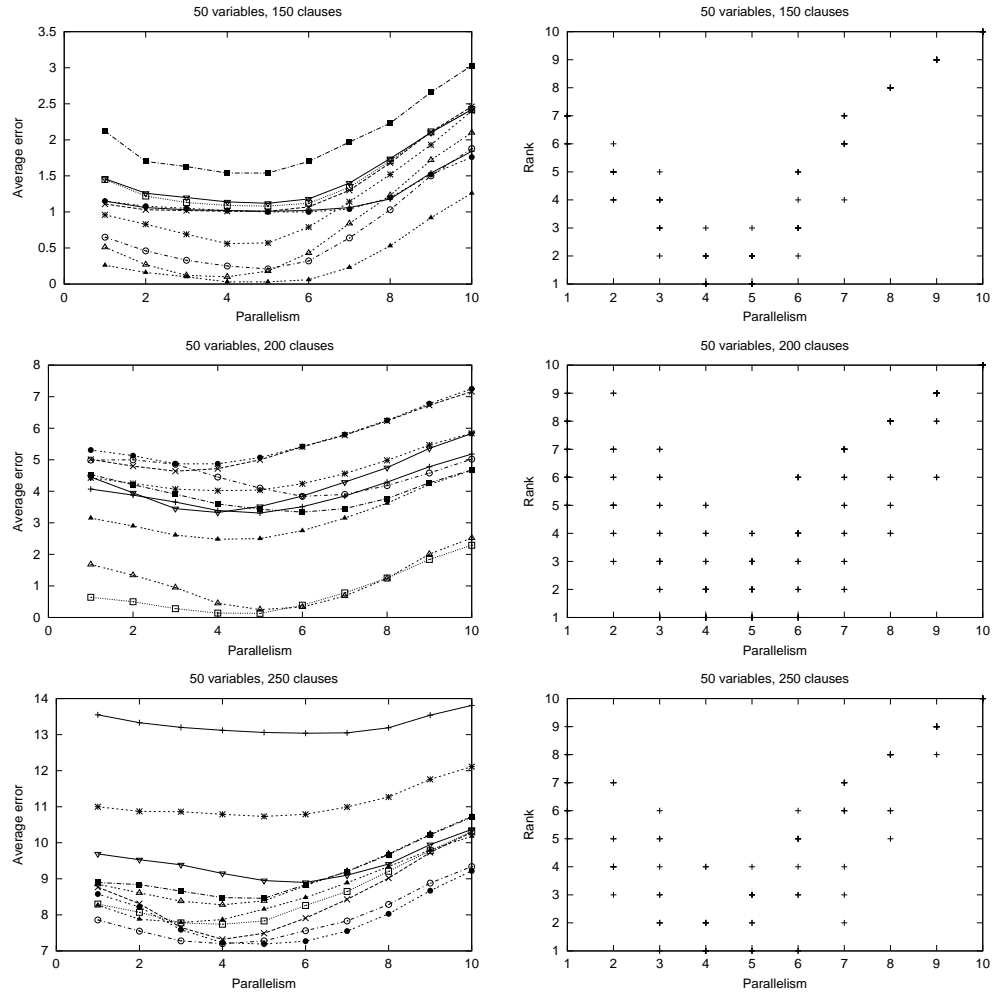 50 variables, 150 clauses
Average error
3.5
3
2.5
2
1.5
1
0.5
0
0 2 4 6 8 10
Parallelism
50 variables, 150 clauses
Rank
10
9
8
7
6
5
4
3
2
1
1 2 3 4 5 6 7 8 9 10
Parallelism
50 variables, 200 clauses
Average error
8
7
6
5
4
3
2
1
0
0 2 4 6 8 10
Parallelism
50 variables, 200 clauses
Rank
10
9
8
7
6
5
4
3
2
1
1 2 3 4 5 6 7 8 9 10
Parallelism
50 variables, 250 clauses
Average error
14
13
12
11
10
9
8
7
0 2 4 6 8 10
Parallelism
50 variables, 250 clauses
Rank
10
9
8
7
6
5
4
3
2
1
1 2 3 4 5 6 7 8 9 10
Parallelism